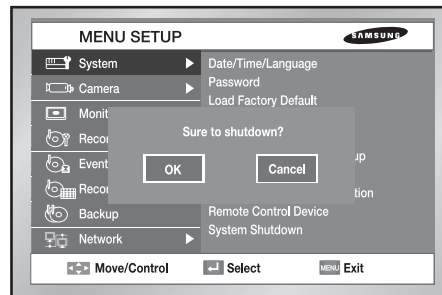 MENU SETUP
SAMSUNG
System
Camera
Date/Time/Language
Password
Load Factory Default
Sure to shutdown?
OK
Cancel
Backup
Network
Remote Control Device
System Shutdown
Move/Control
Select
MENU Exit